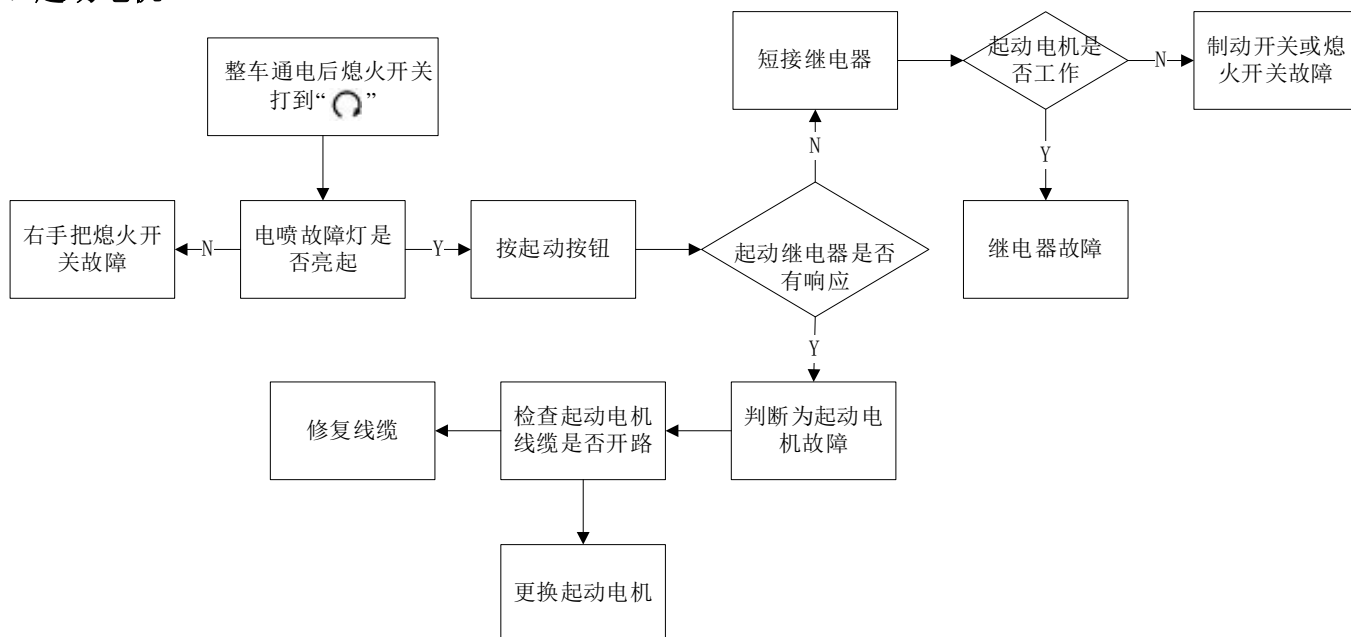 整车通电后熄火开关
打到“ ”
电喷故障灯是
否亮起
N
右手把熄火开
关故障
Y
按起动按钮
起动继电器是否
有响应
N
短接继电器
起动电机是
否工作
N
制动开关或熄
火开关故障
Y
继电器故障
Y
判断为起动电
机故障
检查起动电机
线缆是否开路
修复线缆
更换起动电机